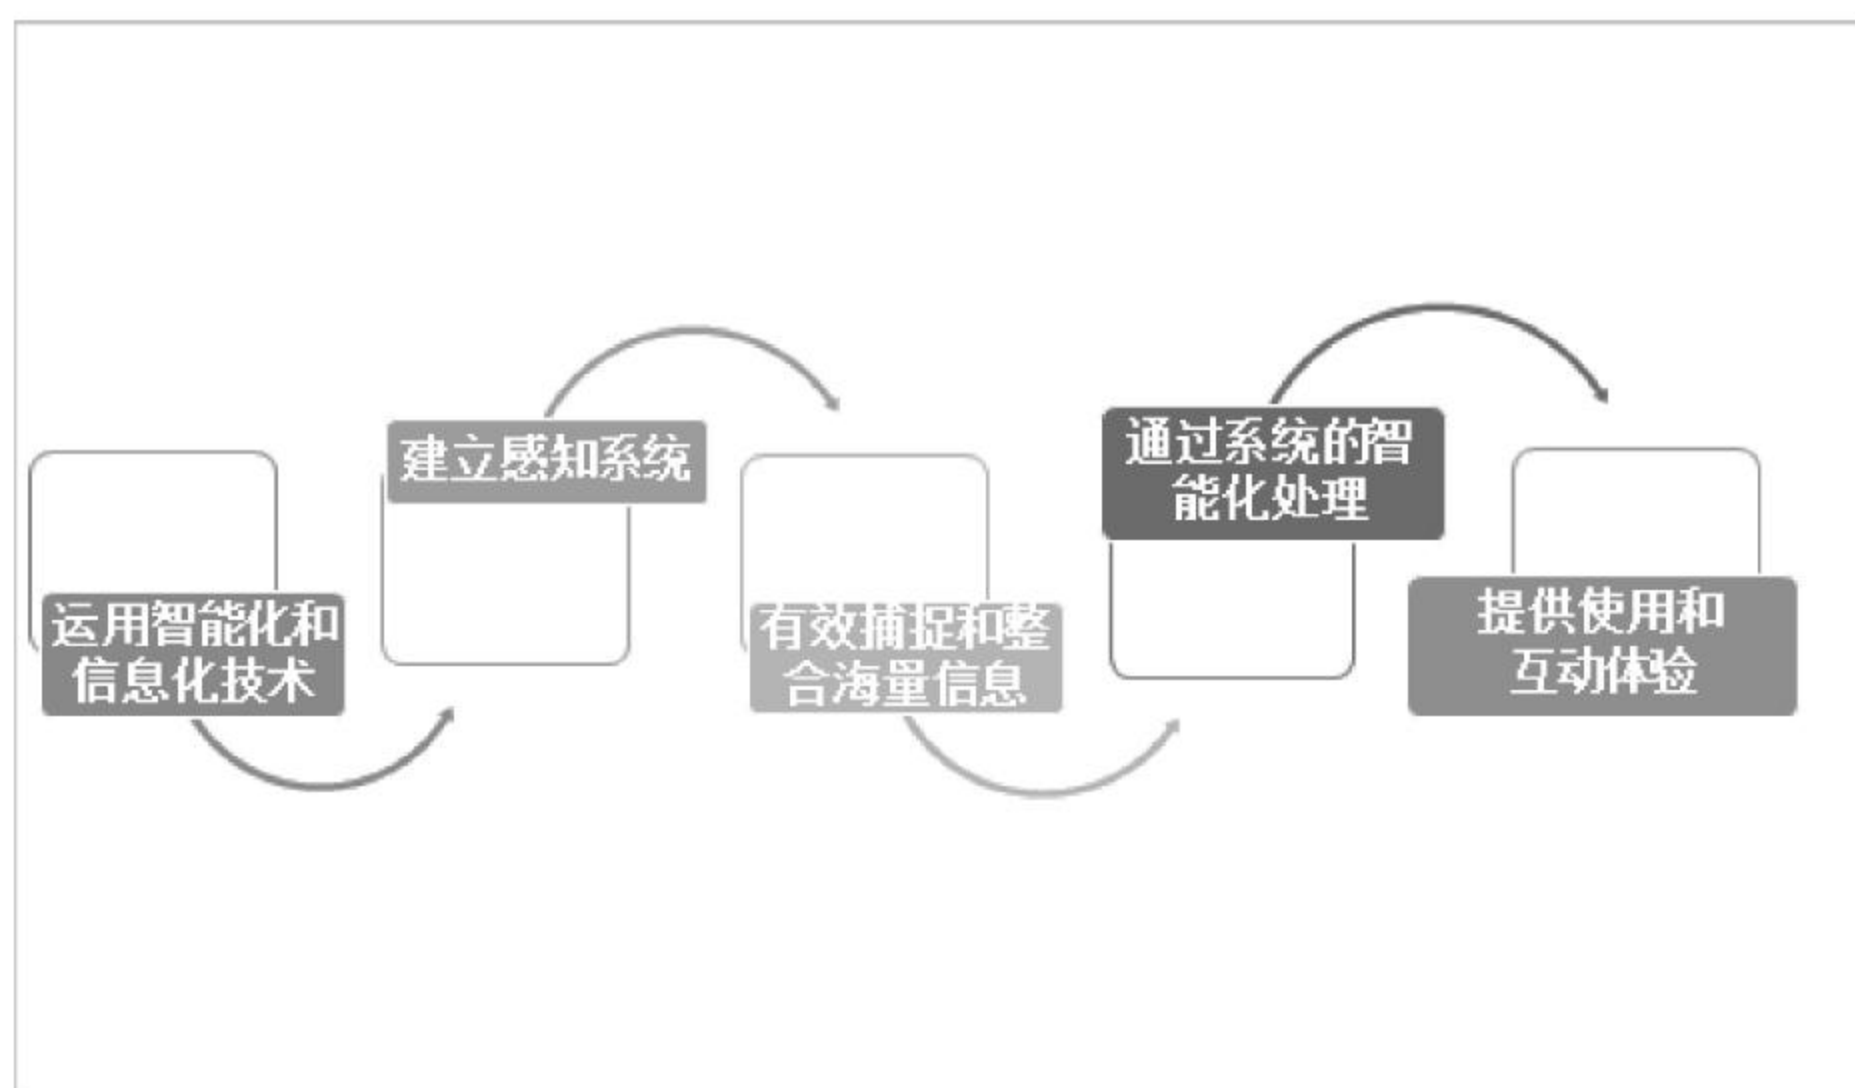 运用智能化和
信息化技术
建立感知系统
有效捕捉和整
合海量信息
通过系统的智
能化处理
提供使用和
互动体验